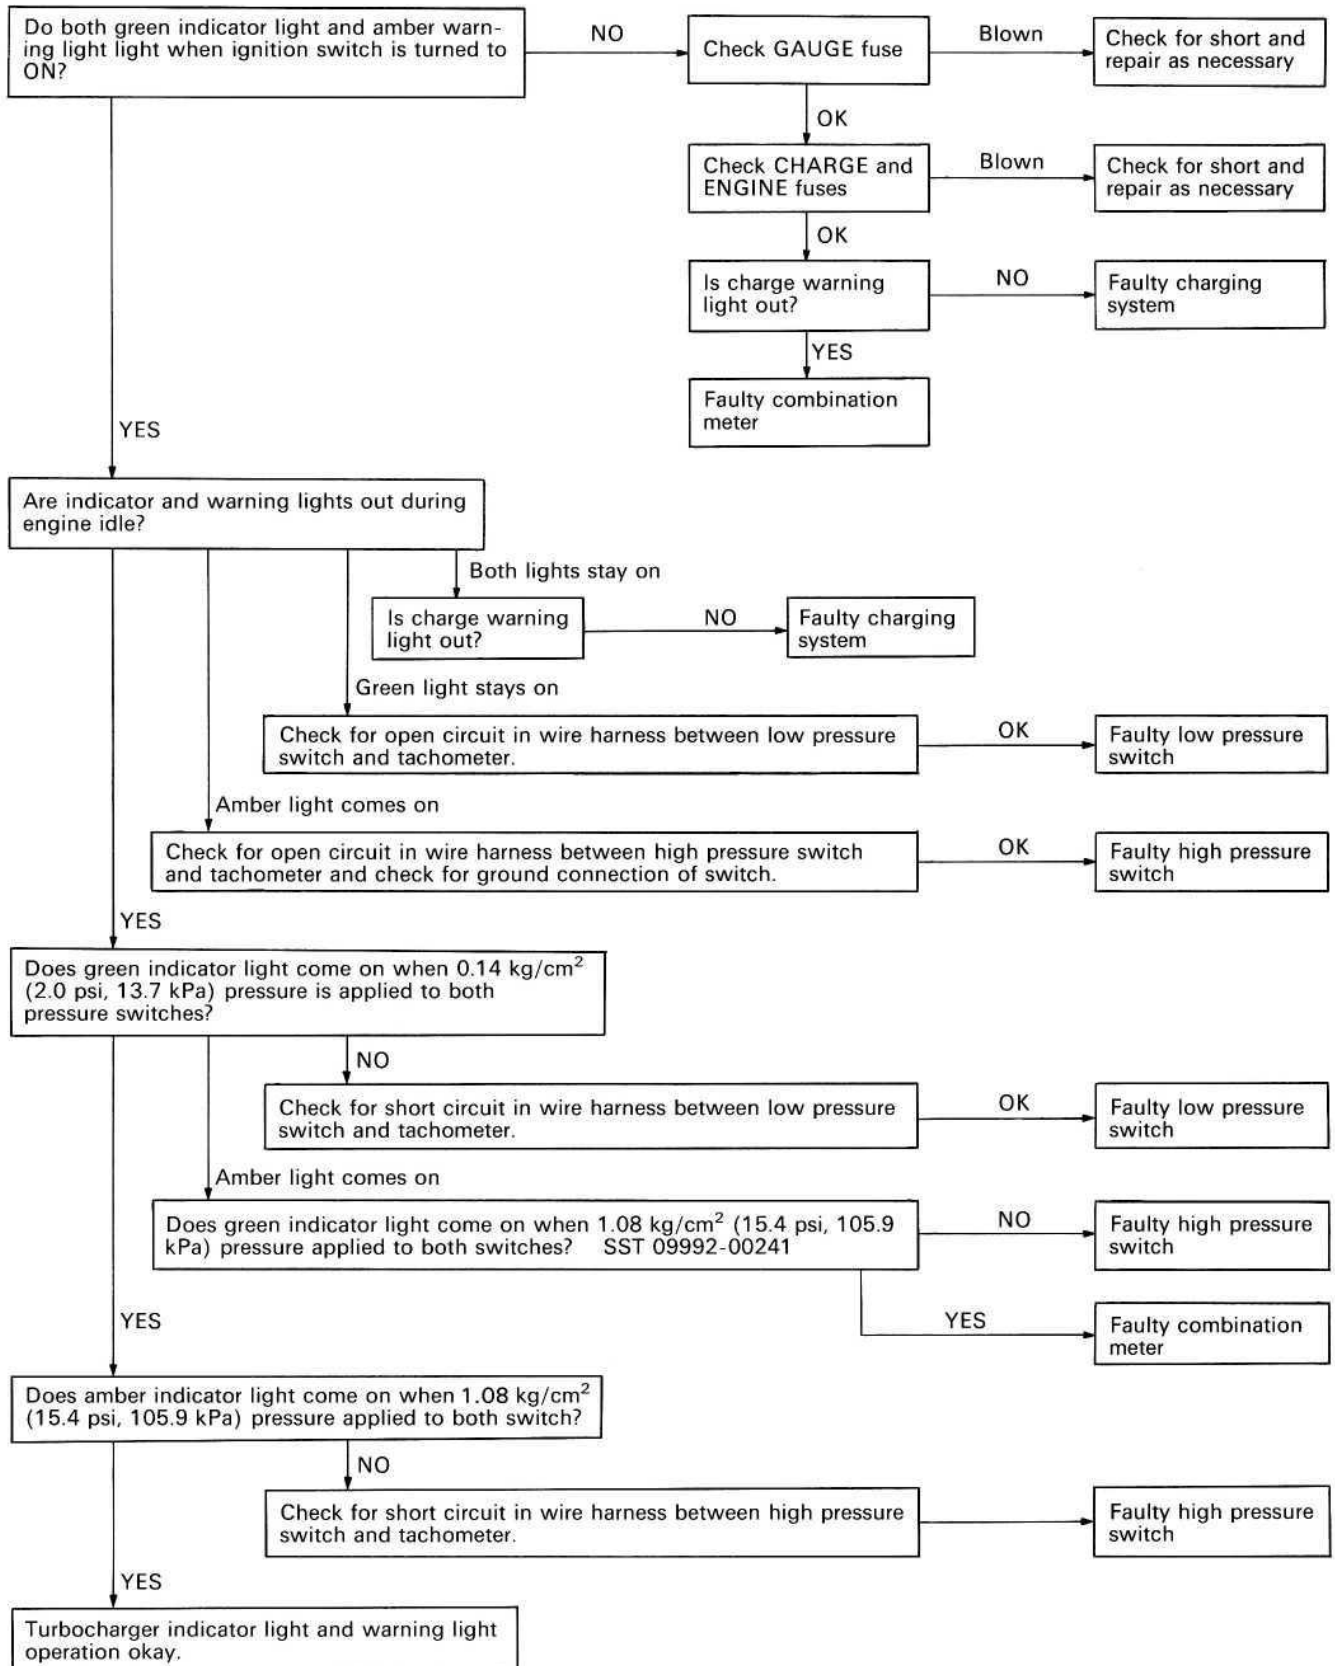 Do both green indicator light and amber warn-
ing light light when ignition switch is turned to
ON?
NO
Check GAUGE fuse
Blown
Check for short and
repair as necessary
OK
Check CHARGE and
ENGINE fuses
Blown
Check for short and
repair as necessary
OK
Is charge warning
light out?
NO
Faulty charging
system
YES
Faulty combination
meter
YES
Are indicator and warning lights out during
engine idle?
Both lights stay on
Is charge warning
light out?
NO
Faulty charging
system
Green light stays on
Check for open circuit in wire harness between low pressure
switch and tachometer.
OK
Faulty low pressure
switch
Amber light comes on
Check for open circuit in wire harness between high pressure switch
and tachometer and check for ground connection of switch.
OK
Faulty high pressure
switch
YES
Does green indicator light come on when 0.14 kg/cm²
(2.0 psi, 13.7 kPa) pressure is applied to both
pressure switches?
NO
Check for short circuit in wire harness between low pressure
switch and tachometer.
OK
Faulty low pressure
switch
Amber light comes on
Does green indicator light come on when 1.08 kg/cm² (15.4 psi, 105.9
kPa) pressure applied to both switches? SST 09992-00241
NO
Faulty high pressure
switch
YES
Faulty combination
meter
YES
Does amber indicator light come on when 1.08 kg/cm²
(15.4 psi, 105.9 kPa) pressure applied to both switch?
NO
Check for short circuit in wire harness between high pressure
switch and tachometer.
Faulty high pressure
switch
YES
Turbocharger indicator light and warning light
operation okay.